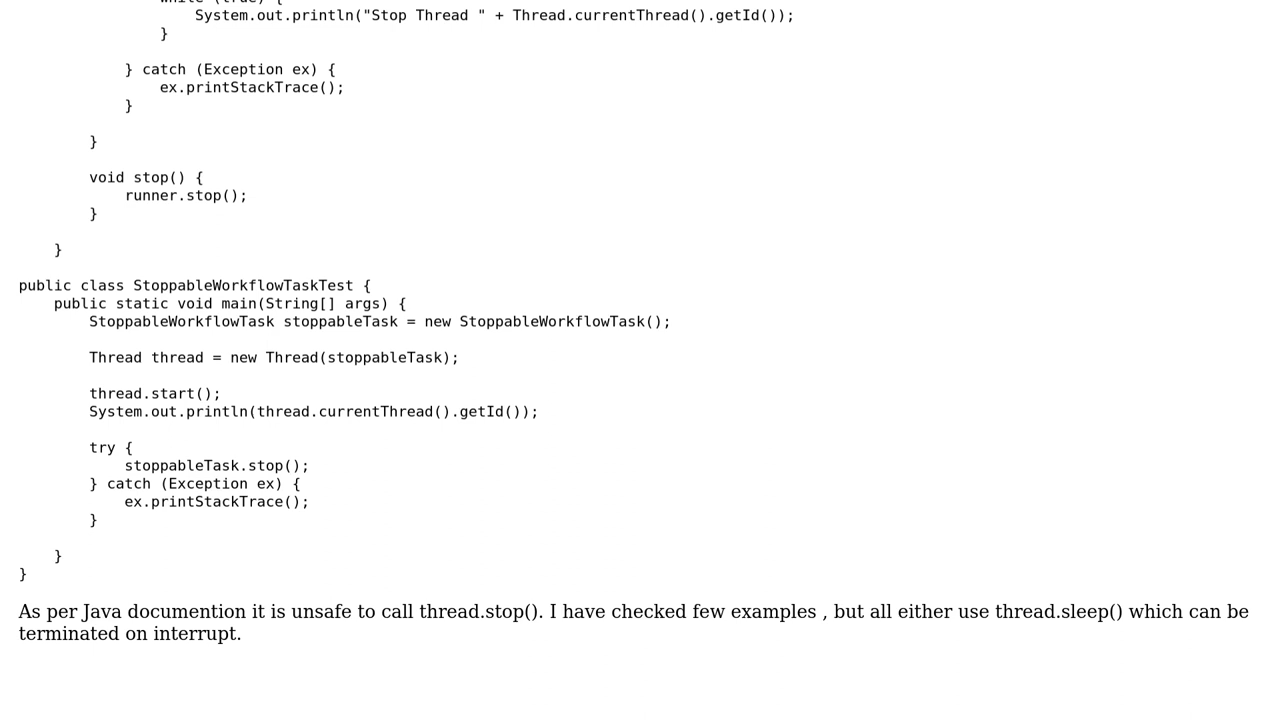 while (true) {
System.out.println("Stop Thread " + Thread.currentThread().getId());
}
} catch (Exception ex) {
ex.printStackTrace();
}
}
void stop() {
runner.stop();
}
}
public class StoppableWorkflowTaskTest {
public static void main(String[] args) {
StoppableWorkflowTask stoppableTask = new StoppableWorkflowTask();
Thread thread = new Thread(stoppableTask);
thread.start();
System.out.println(thread.currentThread().getId());
try {
stoppableTask.stop();
} catch (Exception ex) {
ex.printStackTrace();
}
}
}
As per Java documention it is unsafe to call thread.stop(). I have checked few examples , but all either use thread.sleep() which can be
terminated on interrupt.